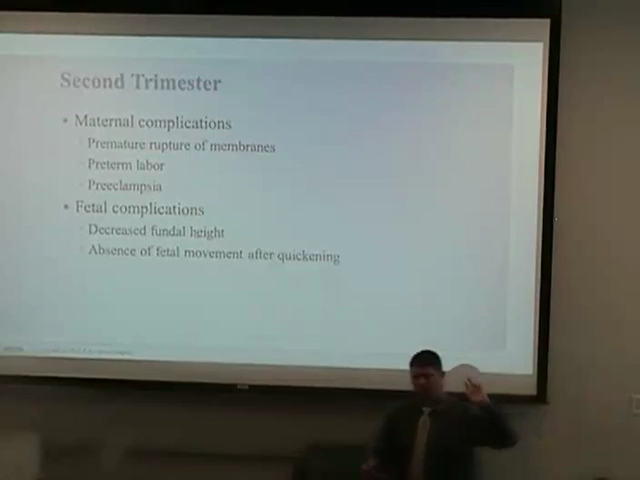 Second Trimester
• Maternal complications
Premature rupture of membranes
Preterm labor
Preeclampsia
• Fetal complications
Decreased fundal height
Absence of fetal movement after quickening